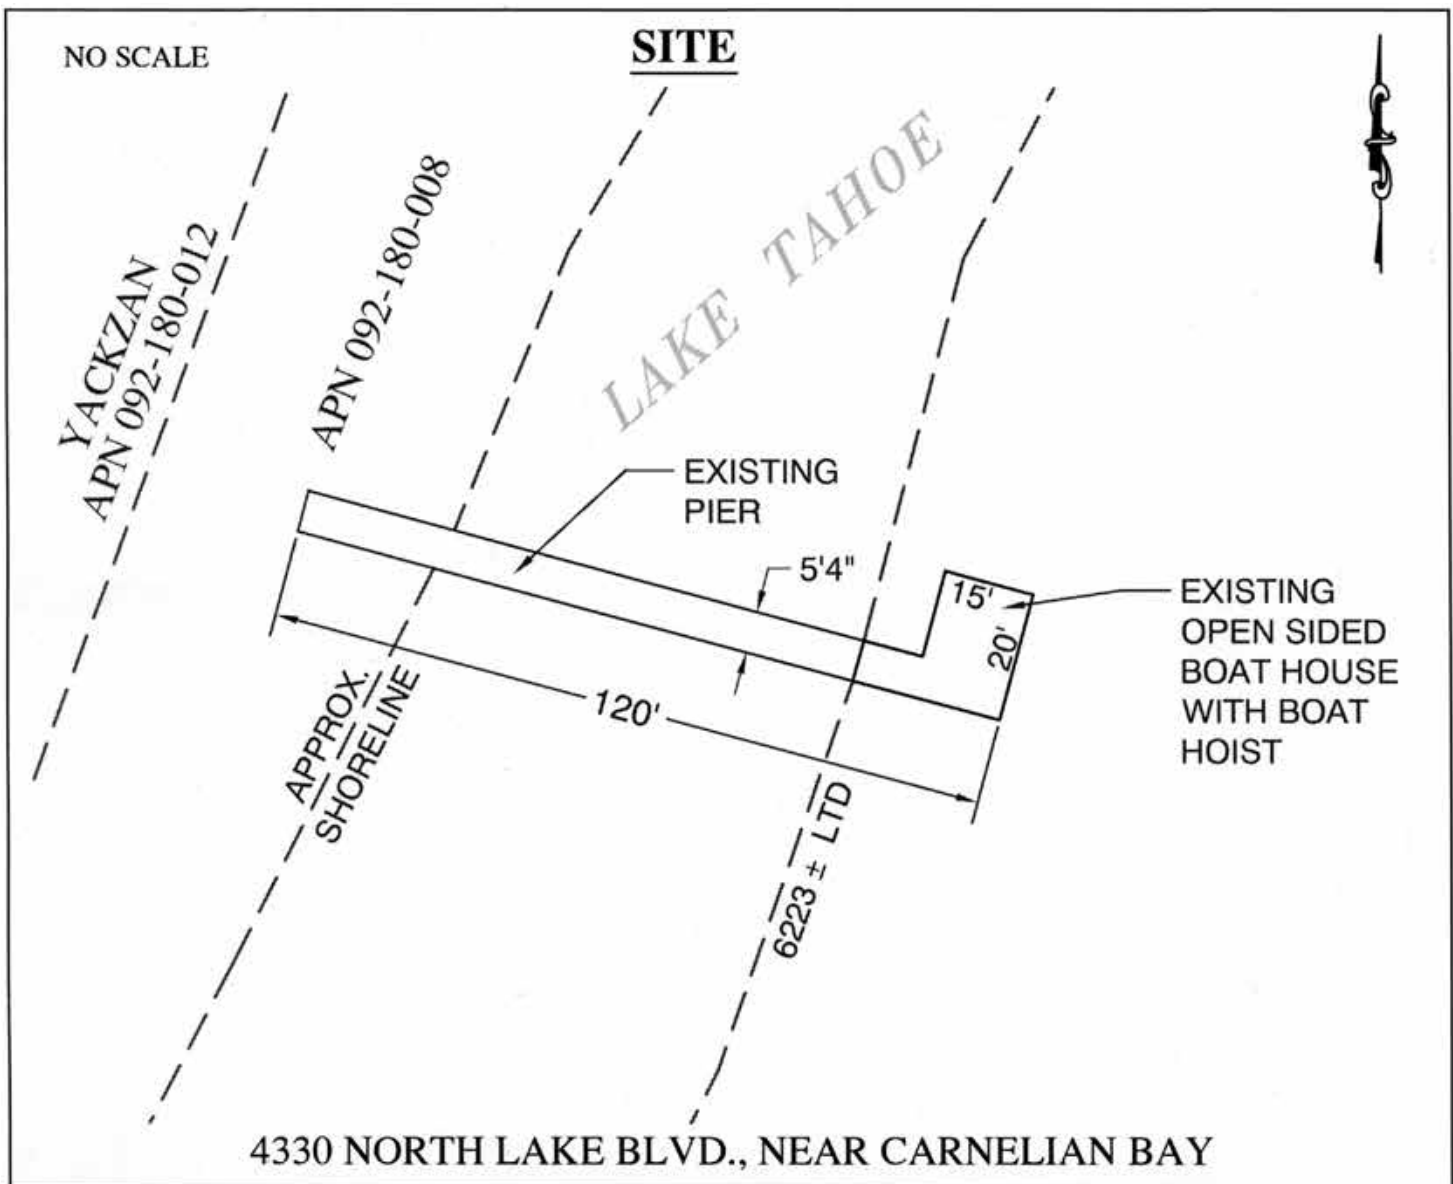 NO SCALE
SITE
YACKZAN
APN 092-180-012
APN 092-180-008
LAKE TAHOE
EXISTING
PIER
5'4"
15'
20'
EXISTING
OPEN SIDED
BOAT HOUSE
WITH BOAT
HOIST
120'
APPROX.
SHORELINE
6223 ± LTD
4330 NORTH LAKE BLVD., NEAR CARNELIAN BAY